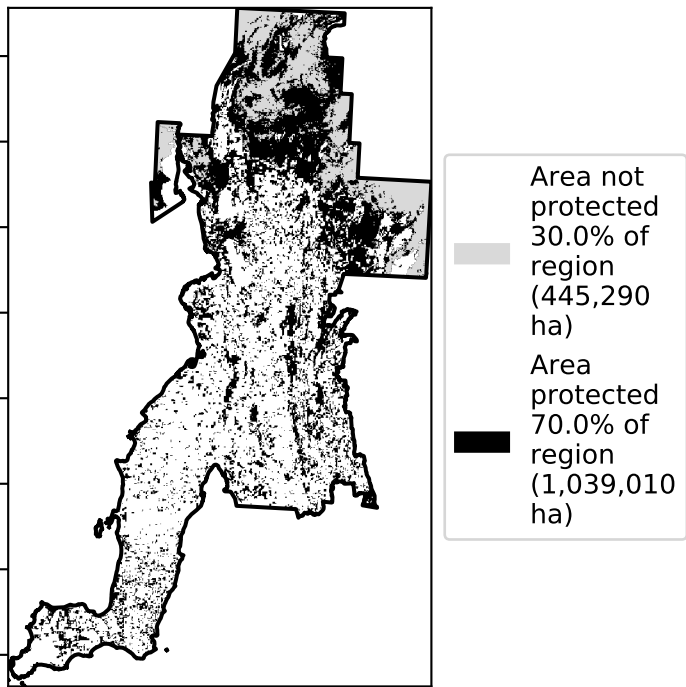 Area not
protected
30.0% of
region
(445,290
ha)
Area
protected
70.0% of
region
(1,039,010
ha)